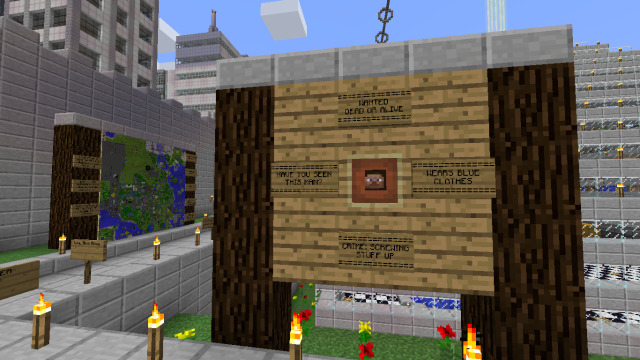 WANTED
DEAD OR ALIVE
HAVE YOU SEEN
THIS MAN?
WEARS BLUE
CLOTHES
CRIME: SCREWING
STUFF UP